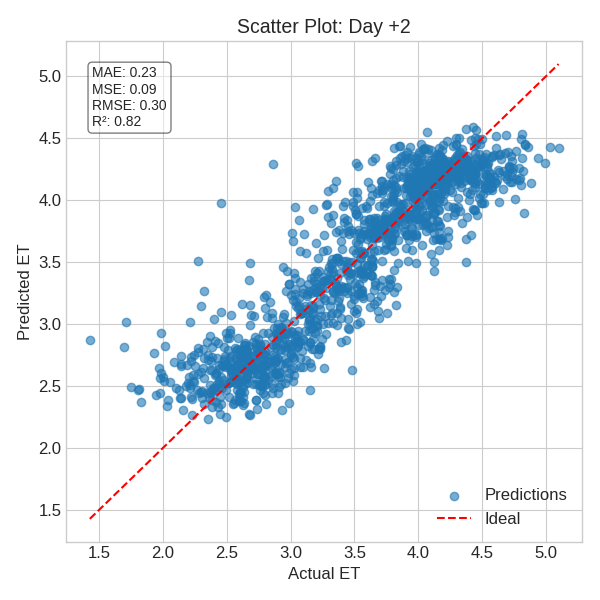 Scatter Plot: Day +2
MAE: 0.23
MSE: 0.09
RMSE: 0.30
R²: 0.82
Predicted ET
5.0
4.5
4.0
3.5
3.0
2.5
2.0
1.5
Predictions
Ideal
1.5 2.0 2.5 3.0 3.5 4.0 4.5 5.0
Actual ET